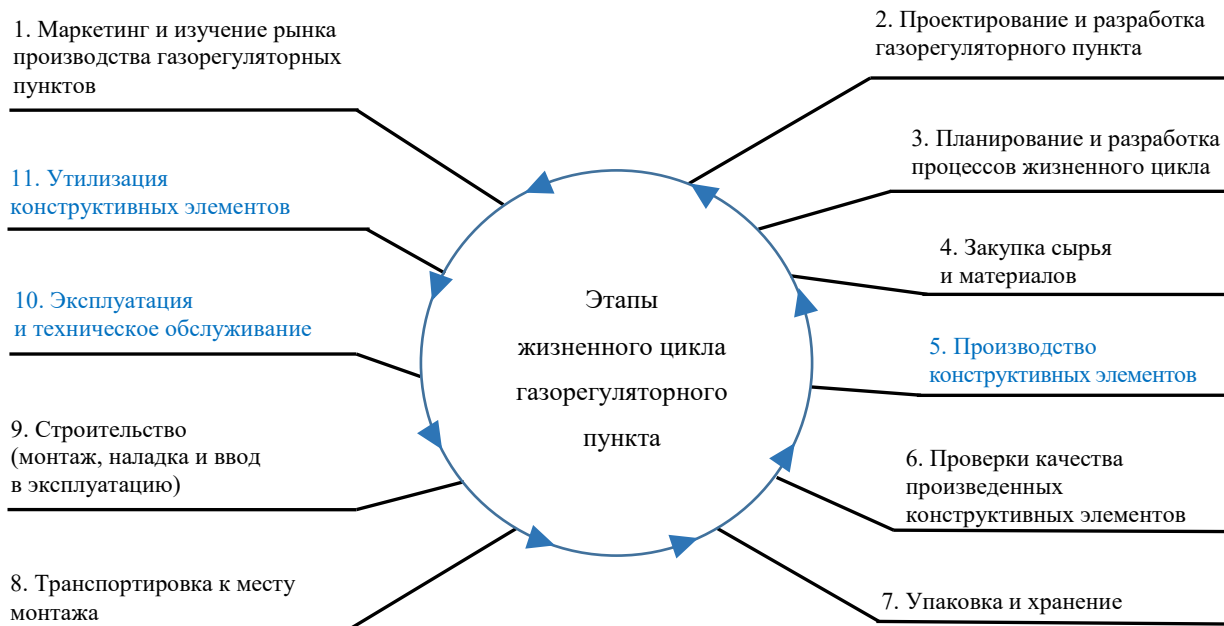 1. Маркетинг и изучение рынка
производства газорегуляторных
пунктов
2. Проектирование и разработка
газорегуляторного пункта
3. Планирование и разработка
процессов жизненного цикла
4. Закупка сырья
и материалов
5. Производство
конструктивных элементов
6. Проверки качества
произведенных
конструктивных элементов
7. Упаковка и хранение
8. Транспортировка к месту
монтажа
9. Строительство
(монтаж, наладка и ввод
в эксплуатацию)
10. Эксплуатация
и техническое обслуживание
11. Утилизация
конструктивных элементов
Этапы
жизненного цикла
газорегуляторного
пункта